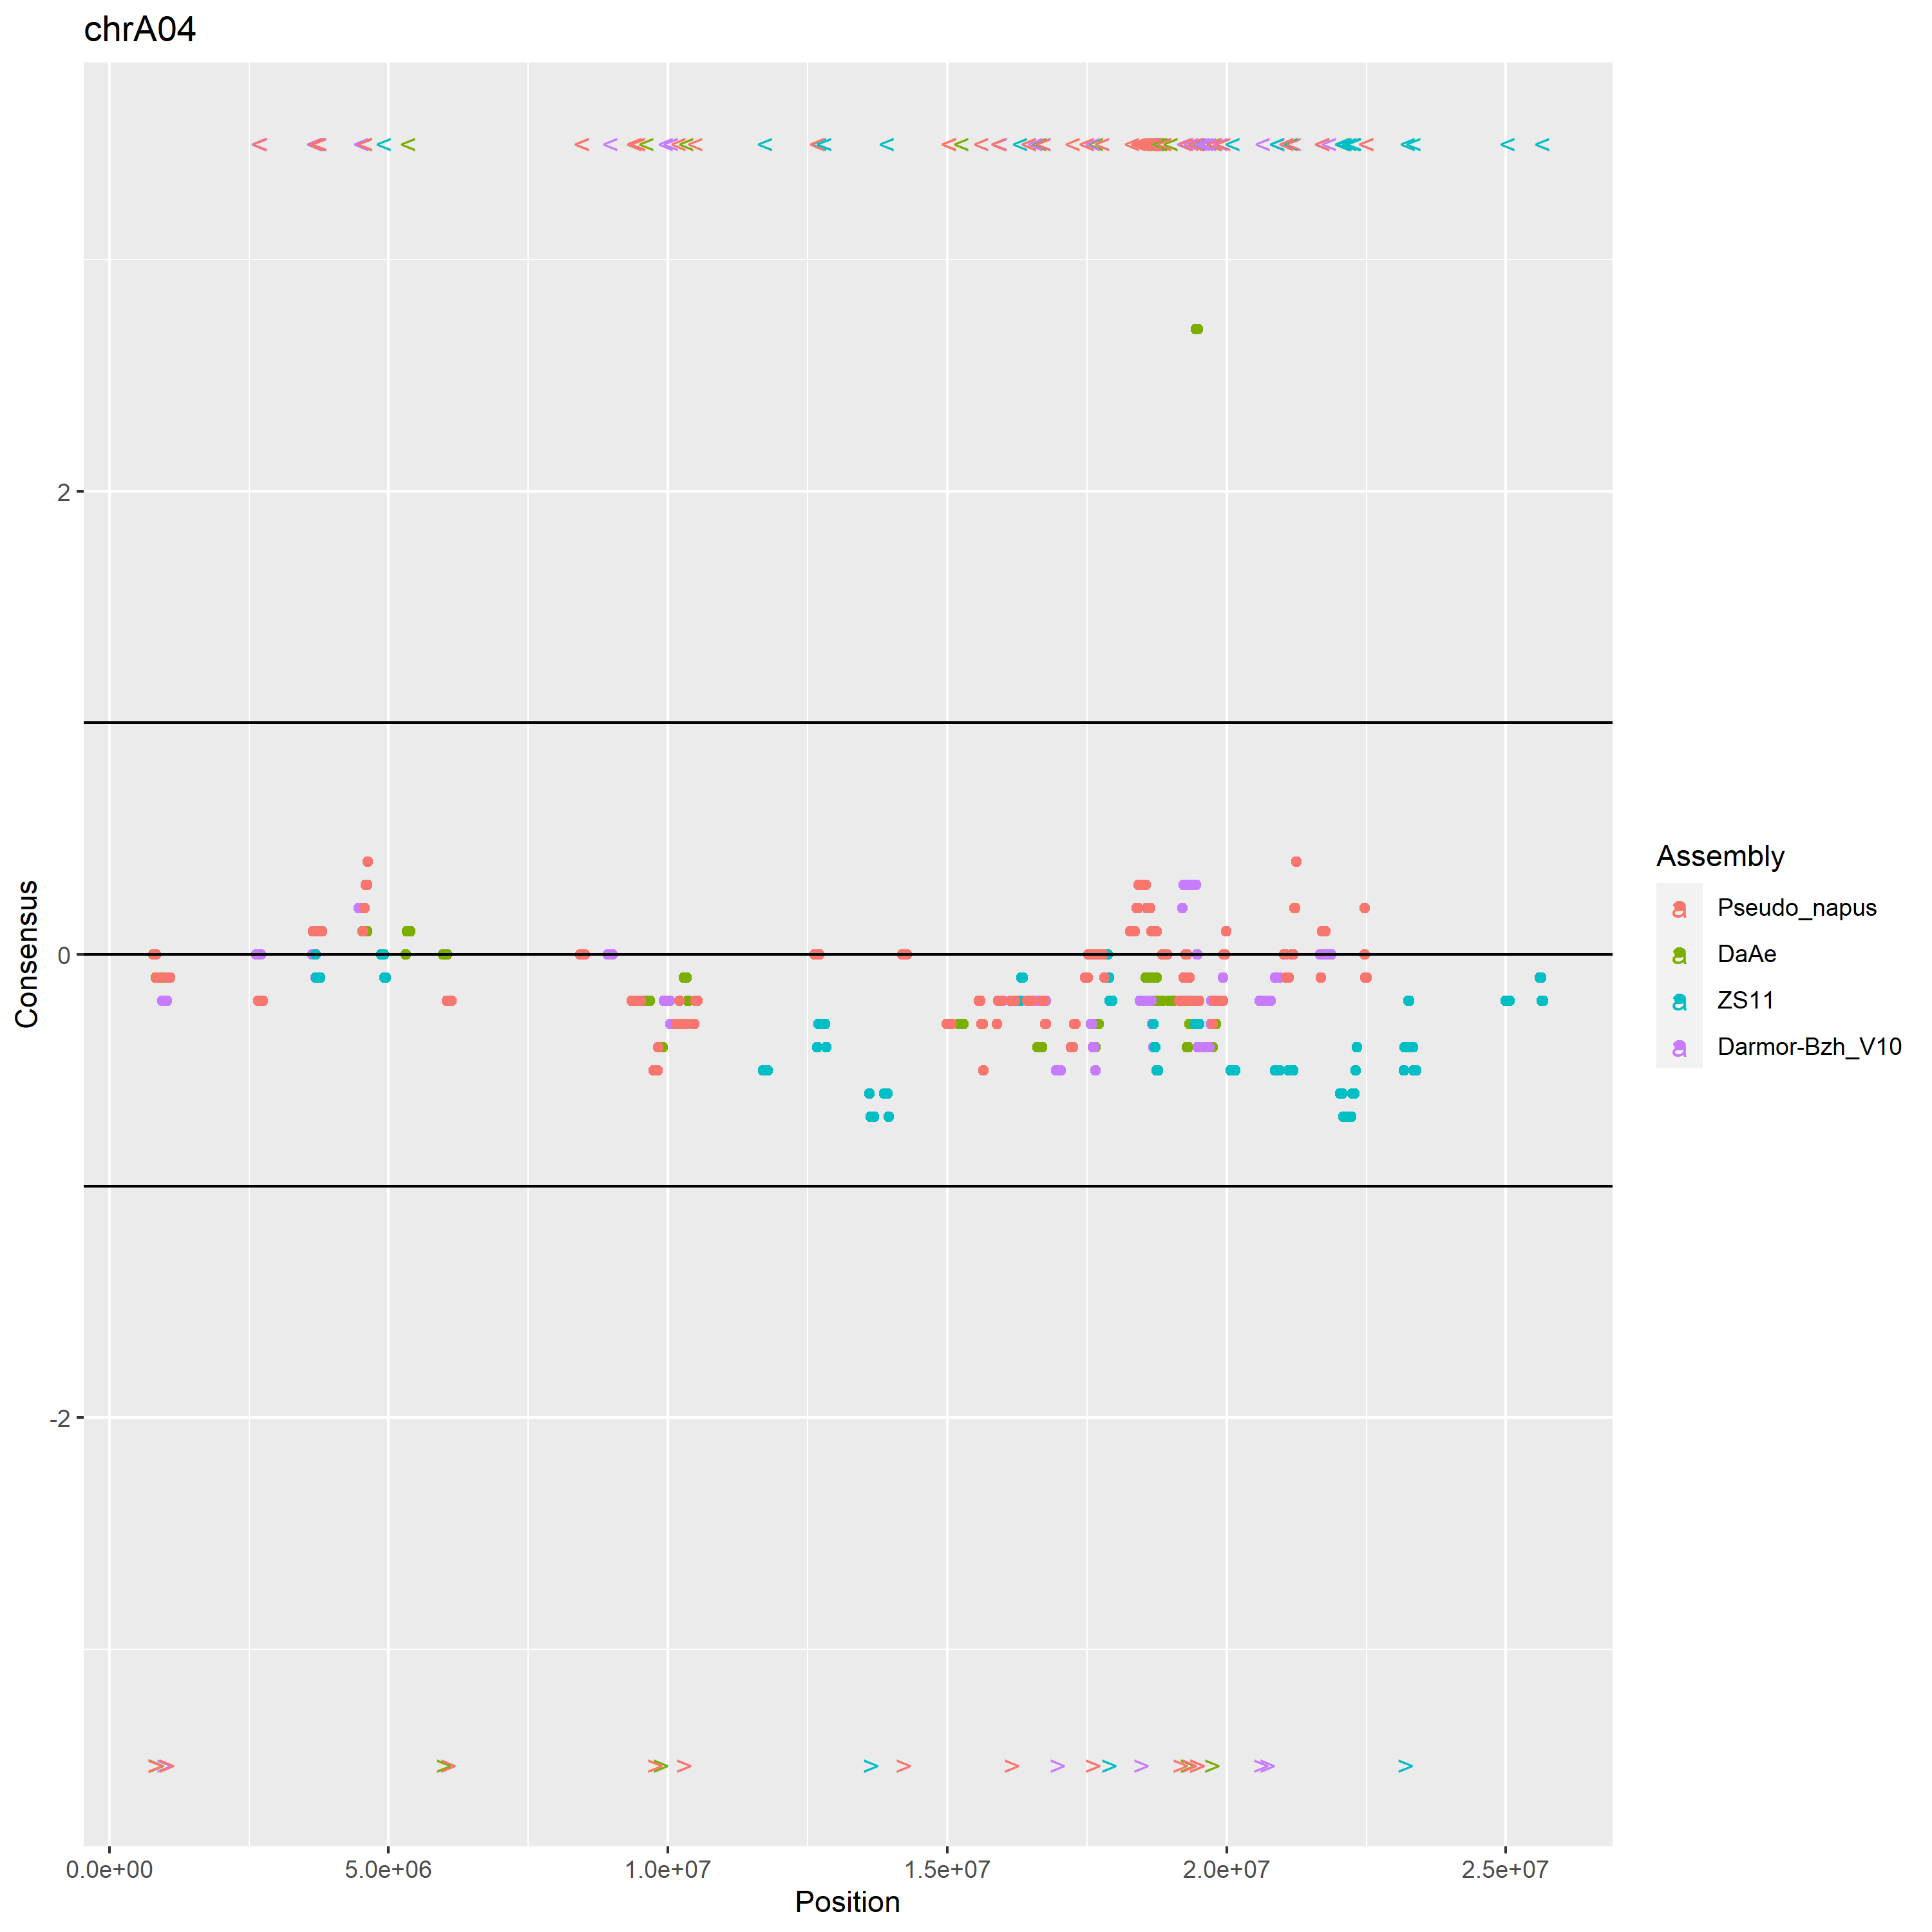 chrA04
2
0
-2
Consensus
0.0e+00 5.0e+06 1.0e+07 1.5e+07 2.0e+07 2.5e+07
Position
Assembly
a Pseudo_napus
a DaAe
a ZS11
a Darmor-Bzh_V10